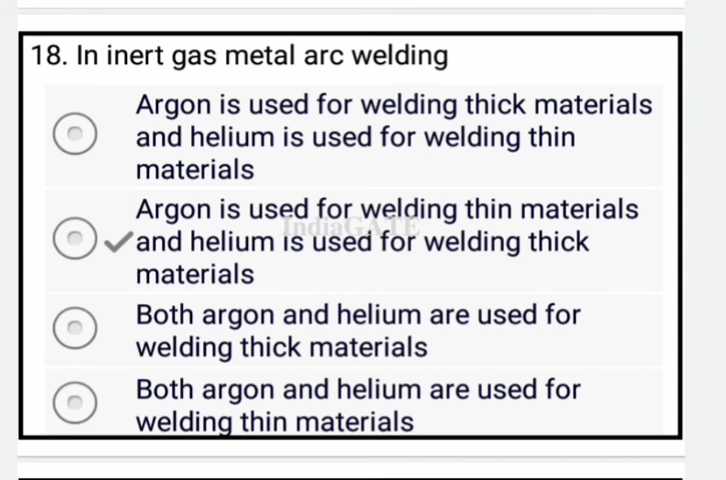 18. In inert gas metal arc welding
Argon is used for welding thick materials
and helium is used for welding thin
materials
Argon is used for welding thin materials
IndiaGATE
and helium is used for welding thick
materials
Both argon and helium are used for
welding thick materials
Both argon and helium are used for
welding thin materials